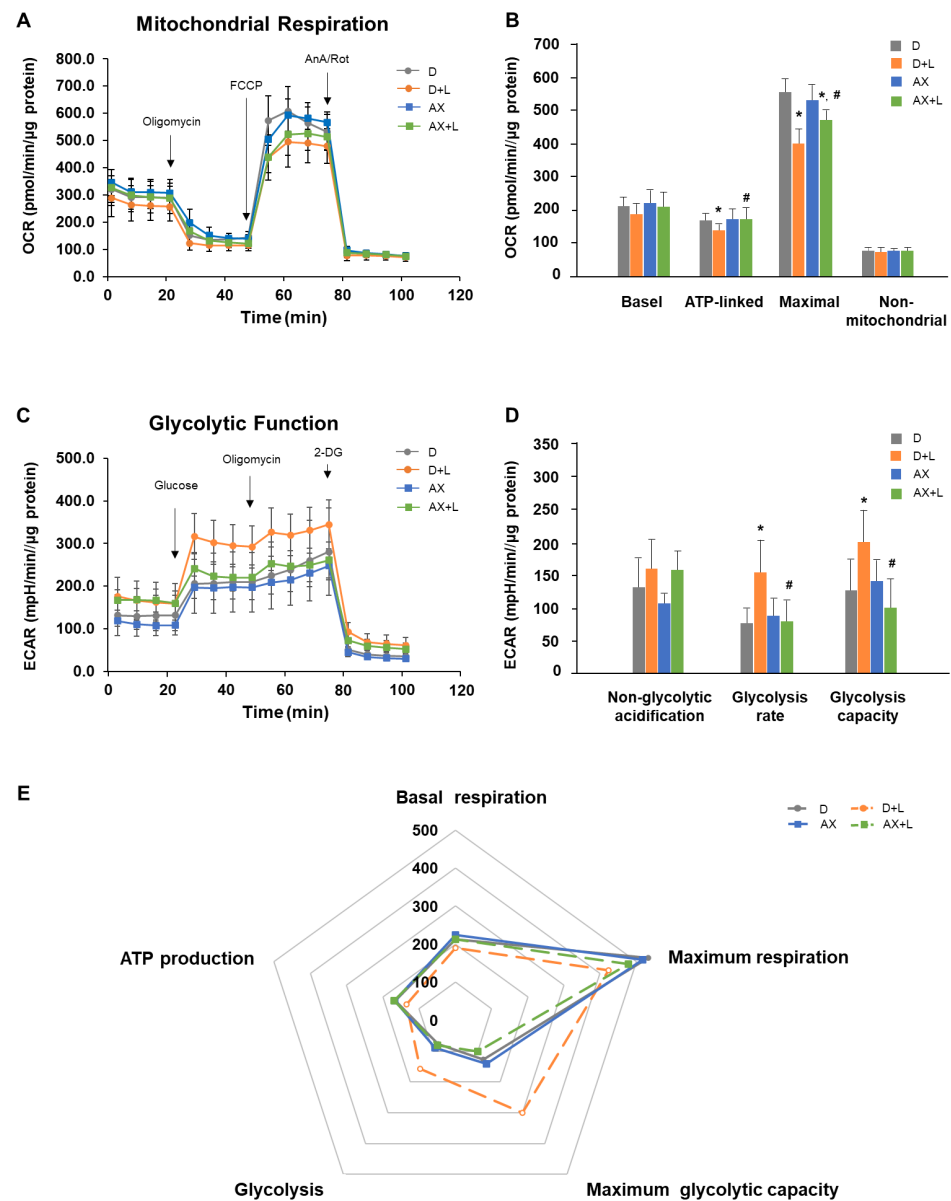 A
Mitochondrial Respiration
OCR (pmol/min/µg protein)
800.0
700.0
600.0
500.0
400.0
300.0
200.0
100.0
0.0
0 20 40 60 80 100 120
Time (min)
Oligomycin
FCCP
AnA/Rot
D
D+L
AX
AX+L
B
OCR (pmol/min//µg protein)
700
600
500
400
300
200
100
0
D
D+L
AX
AX+L
*
#
*
*, #
Basel
ATP-linked
Maximal
Non-
mitochondrial
C
Glycolytic Function
ECAR (mpH/min//µg protein)
500.0
400.0
300.0
200.0
100.0
0.0
0 20 40 60 80 100 120
Time (min)
Glucose
Oligomycin
2-DG
D
D+L
AX
AX+L
D
ECAR (mpH/min//µg protein)
350
300
250
200
150
100
50
0
D
D+L
AX
AX+L
*
#
*
#
Non-glycolytic
acidification
Glycolysis
rate
Glycolysis
capacity
E
Basal respiration
D
D+L
AX
AX+L
500
400
300
200
100
0
ATP production
Maximum respiration
Glycolysis
Maximum glycolytic capacity